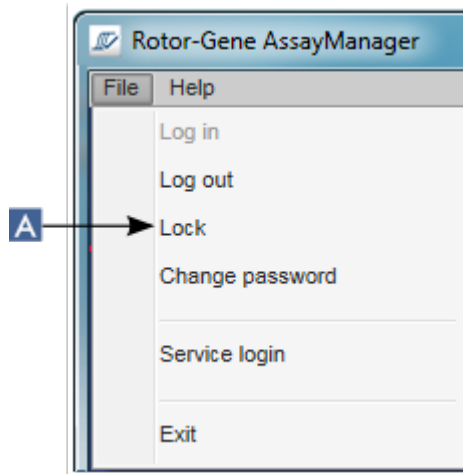 Rotor-Gene AssayManager
File Help
Log in
Log out
A Lock
Change password
Service login
Exit